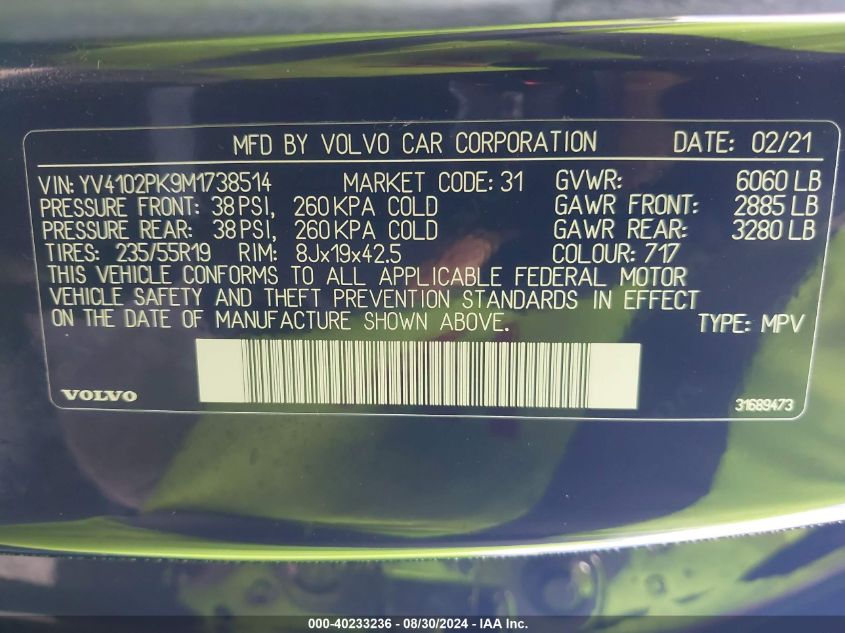 MFD BY VOLVO CAR CORPORATION DATE: 02/21
VIN: YV4102PK9M1738514 MARKET CODE: 31 GVWR: 6060 LB
PRESSURE FRONT: 38 PSI, 260 KPA COLD GAWR FRONT: 2885 LB
PRESSURE REAR: 38 PSI, 260 KPA COLD GAWR REAR: 3280 LB
TIRES: 235/55R19 RIM: 8Jx19x42.5 COLOUR: 717
THIS VEHICLE CONFORMS TO ALL APPLICABLE FEDERAL MOTOR
VEHICLE SAFETY AND THEFT PREVENTION STANDARDS IN EFFECT
ON THE DATE OF MANUFACTURE SHOWN ABOVE. TYPE: MPV
VOLVO 31689473
000-40233236 - 08/30/2024 - IAA Inc.